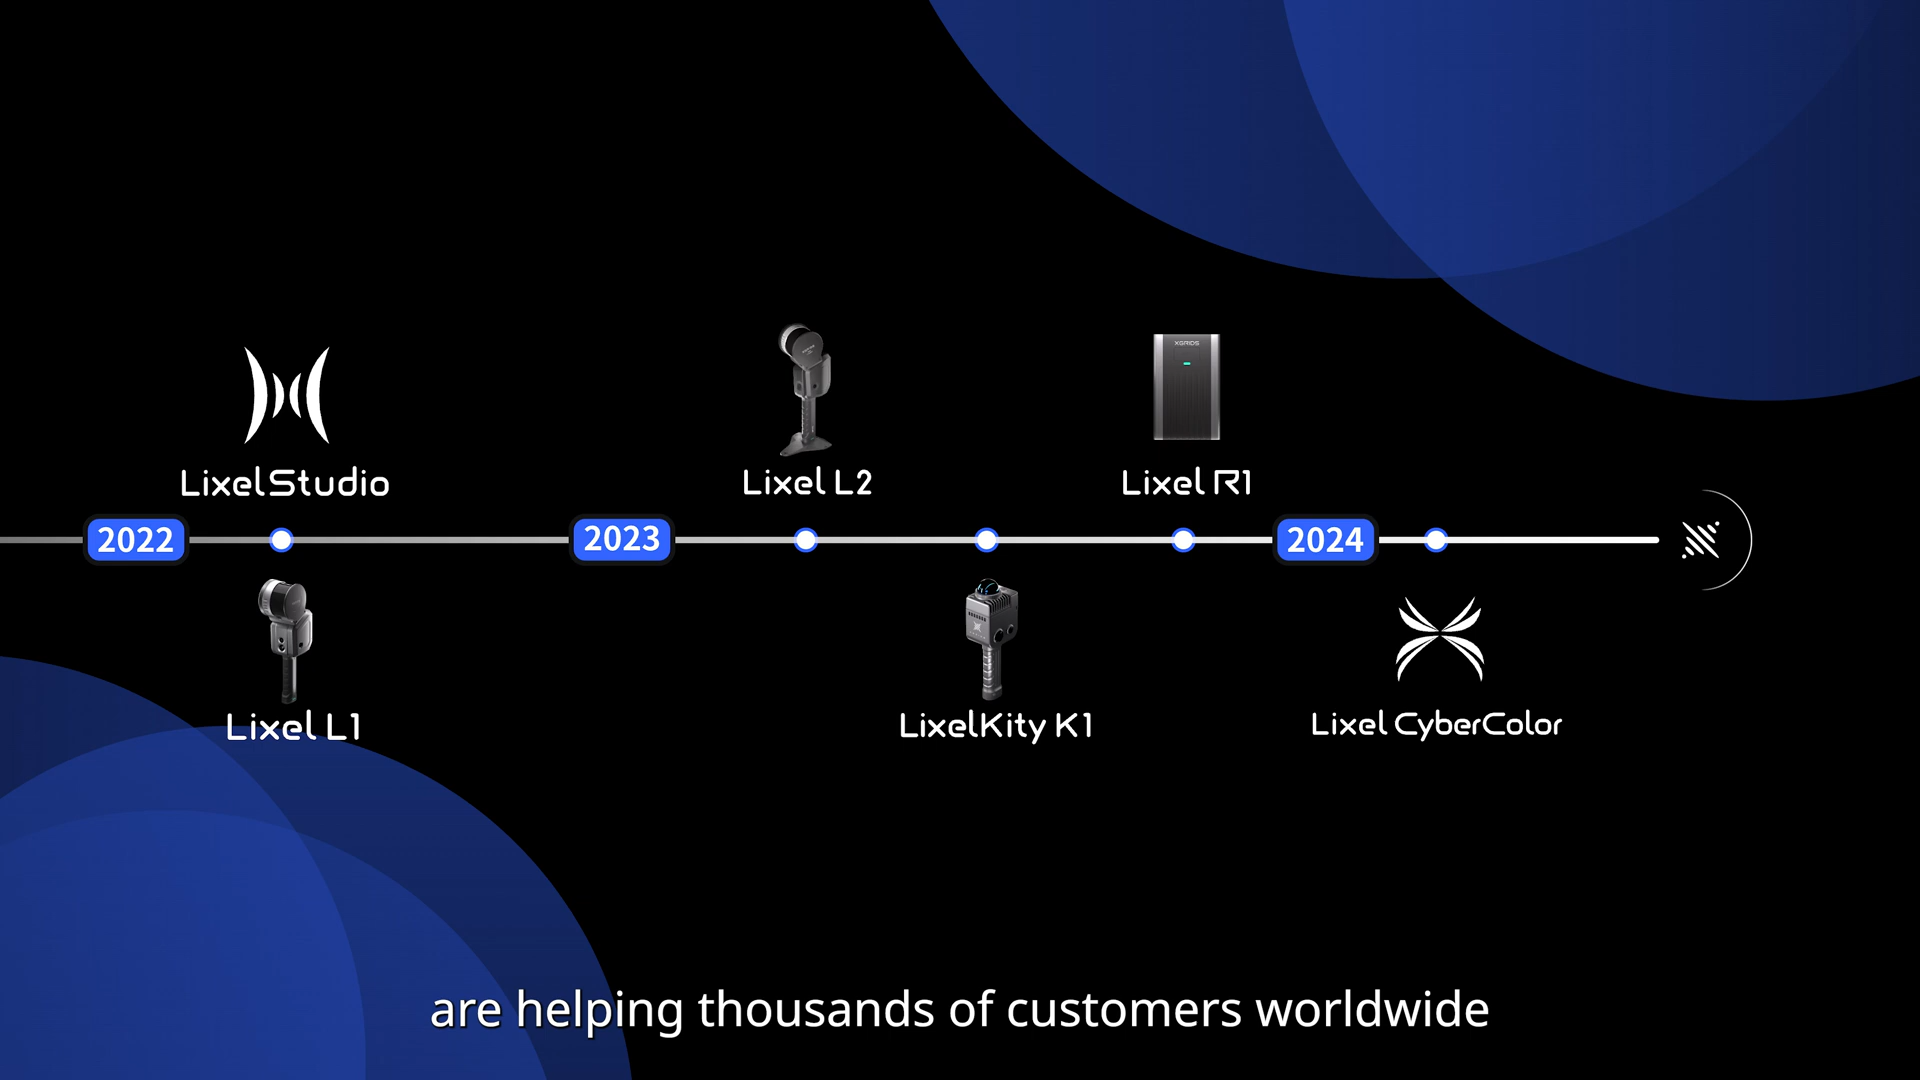 XGRIDS
LixelStudio
Lixel L2
Lixel R1
2022
2023
2024
Lixel L1
LixelKity K1
Lixel CyberColor
are helping thousands of customers worldwide